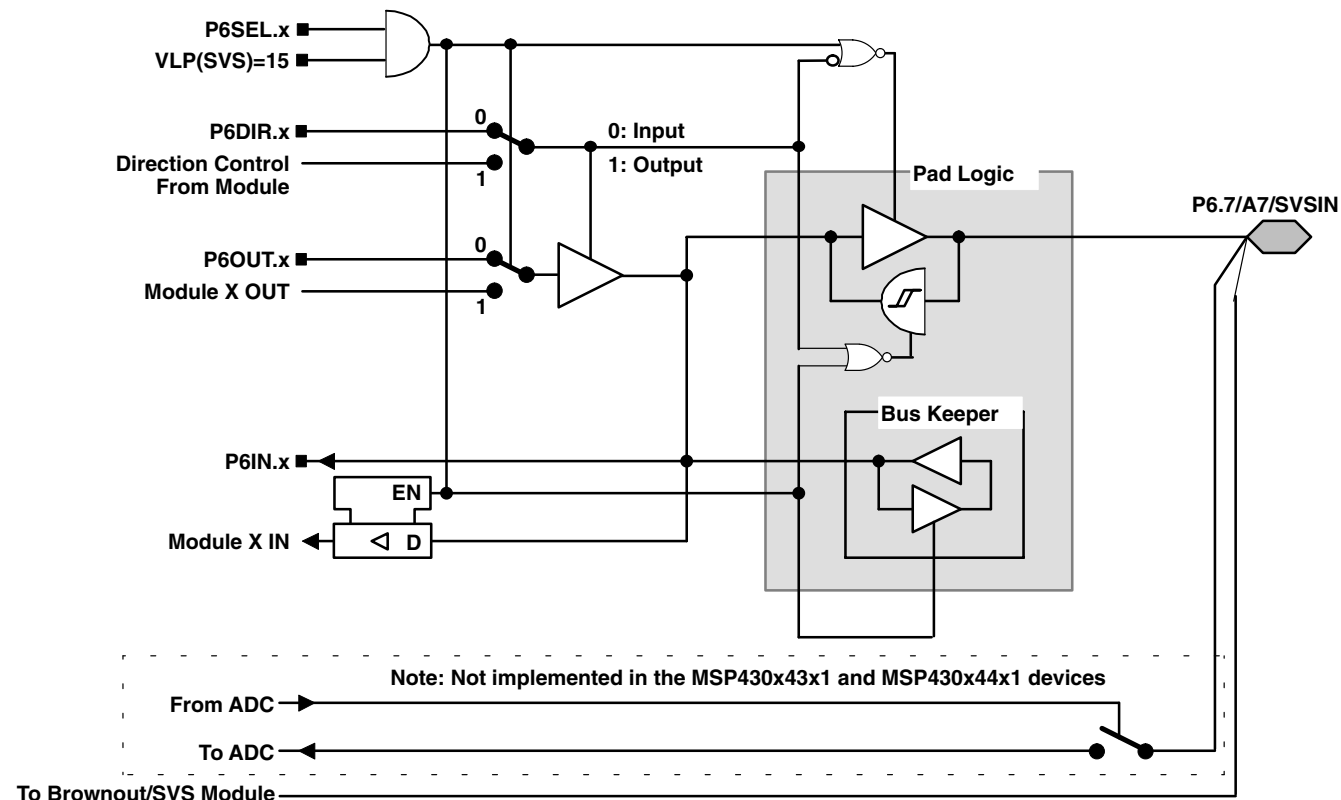 P6SEL.x
VLP(SVS)=15
P6DIR.x
0
0: Input
Direction Control
From Module
1
1: Output
Pad Logic
P6.7/A7/SVSIN
P6OUT.x
0
Module X OUT
1
Bus Keeper
P6IN.x
EN
Module X IN
D
Note: Not implemented in the MSP430x43x1 and MSP430x44x1 devices
From ADC
To ADC
To Brownout/SVS Module